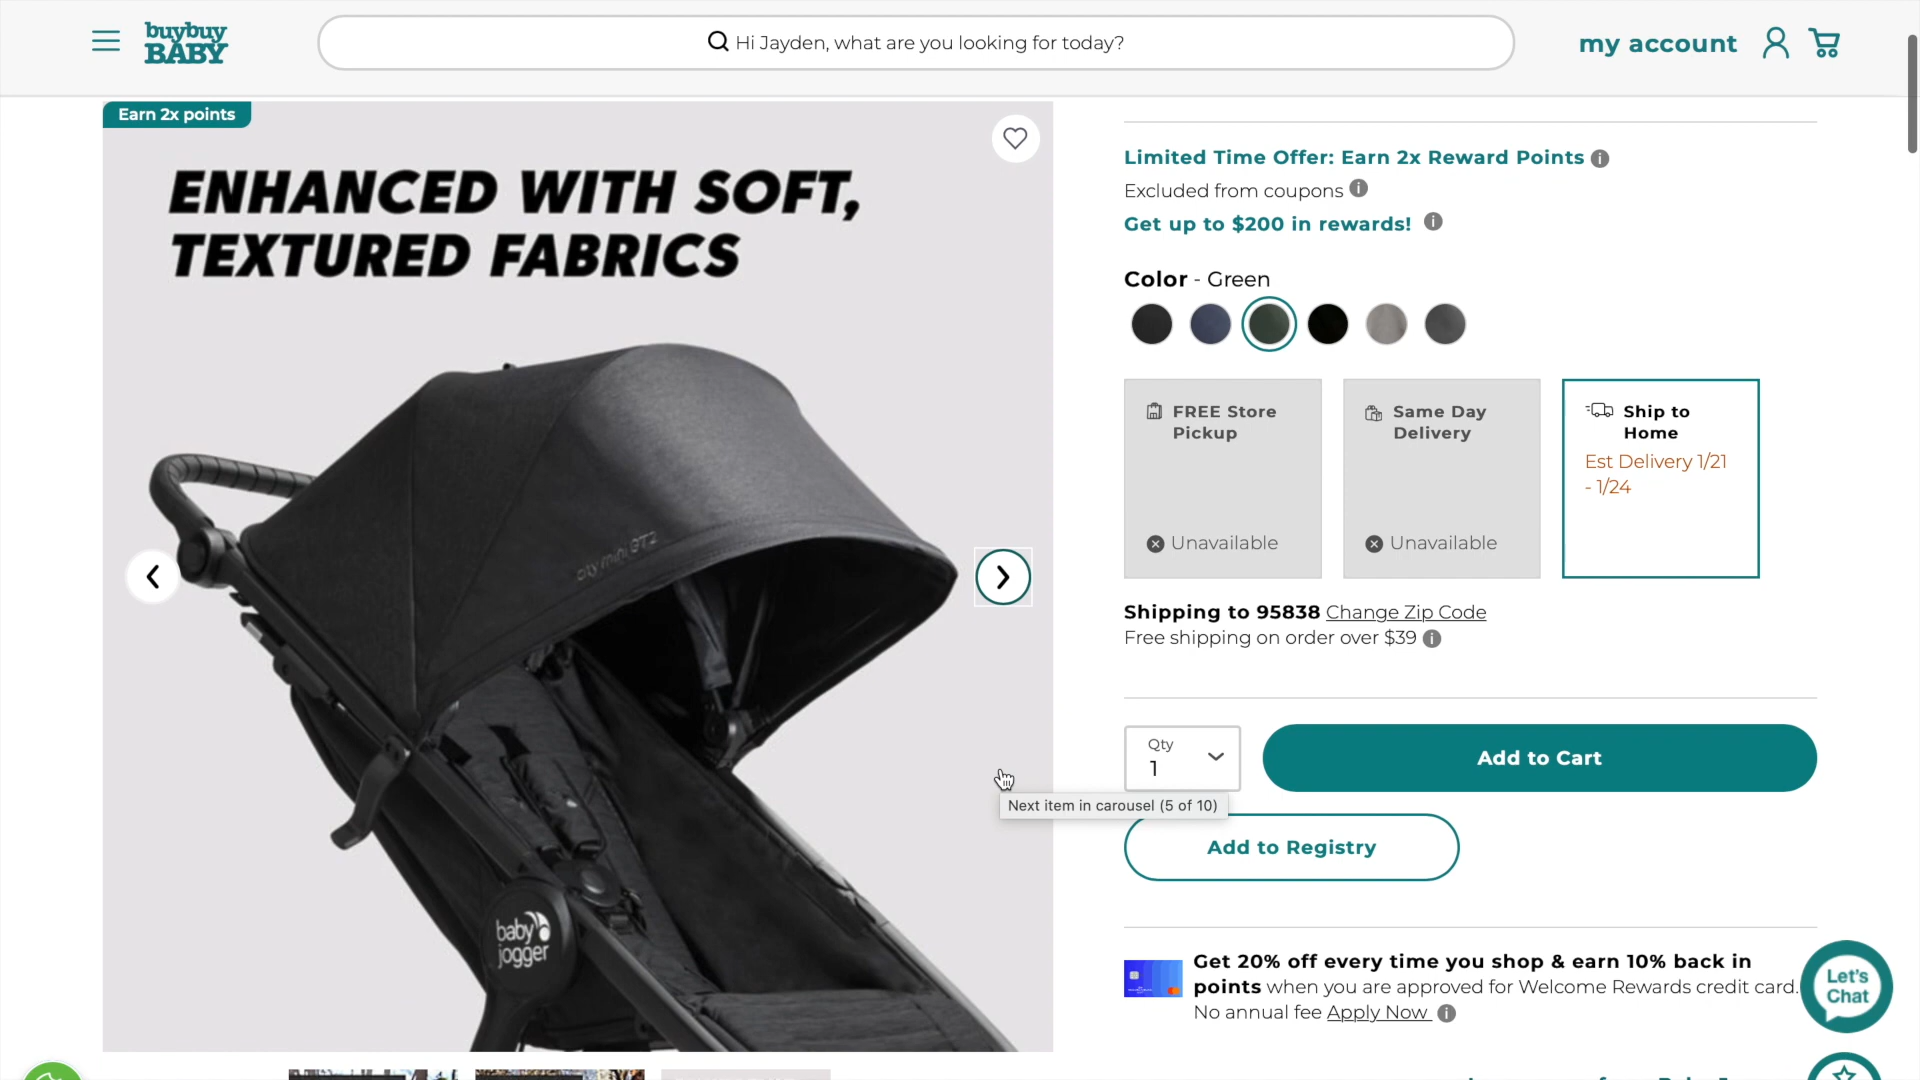 buybuy
BABY
Hi Jayden, what are you looking for today?
my account
Earn 2x points
ENHANCED WITH SOFT,
TEXTURED FABRICS
city mini GT2
baby
jogger
Limited Time Offer: Earn 2x Reward Points
Excluded from coupons
Get up to $200 in rewards!
Color - Green
FREE Store
Pickup
Unavailable
Same Day
Delivery
Unavailable
Ship to
Home
Est Delivery 1/21
- 1/24
Shipping to 95838 Change Zip Code
Free shipping on order over $39
Qty
1
Add to Cart
Next item in carousel (5 of 10)
Add to Registry
Get 20% off every time you shop & earn 10% back in
points when you are approved for Welcome Rewards credit card.
No annual fee Apply Now
Let's
Chat